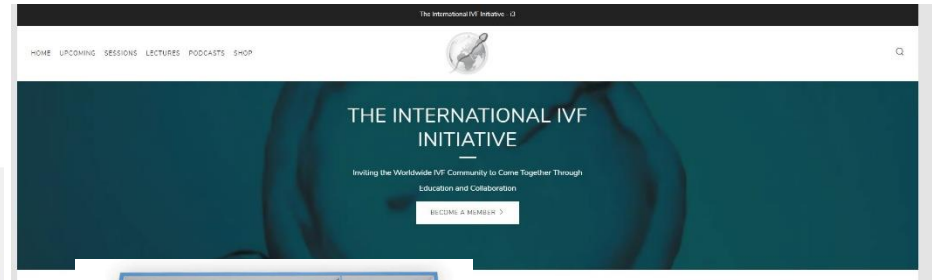 The International IVF Initiative - i3
HOME UPCOMING SESSIONS LECTURES PODCASTS SHOP
THE INTERNATIONAL IVF
INITIATIVE
Inviting the Worldwide IVF Community to Come Together Through
Education and Collaboration
BECOME A MEMBER >